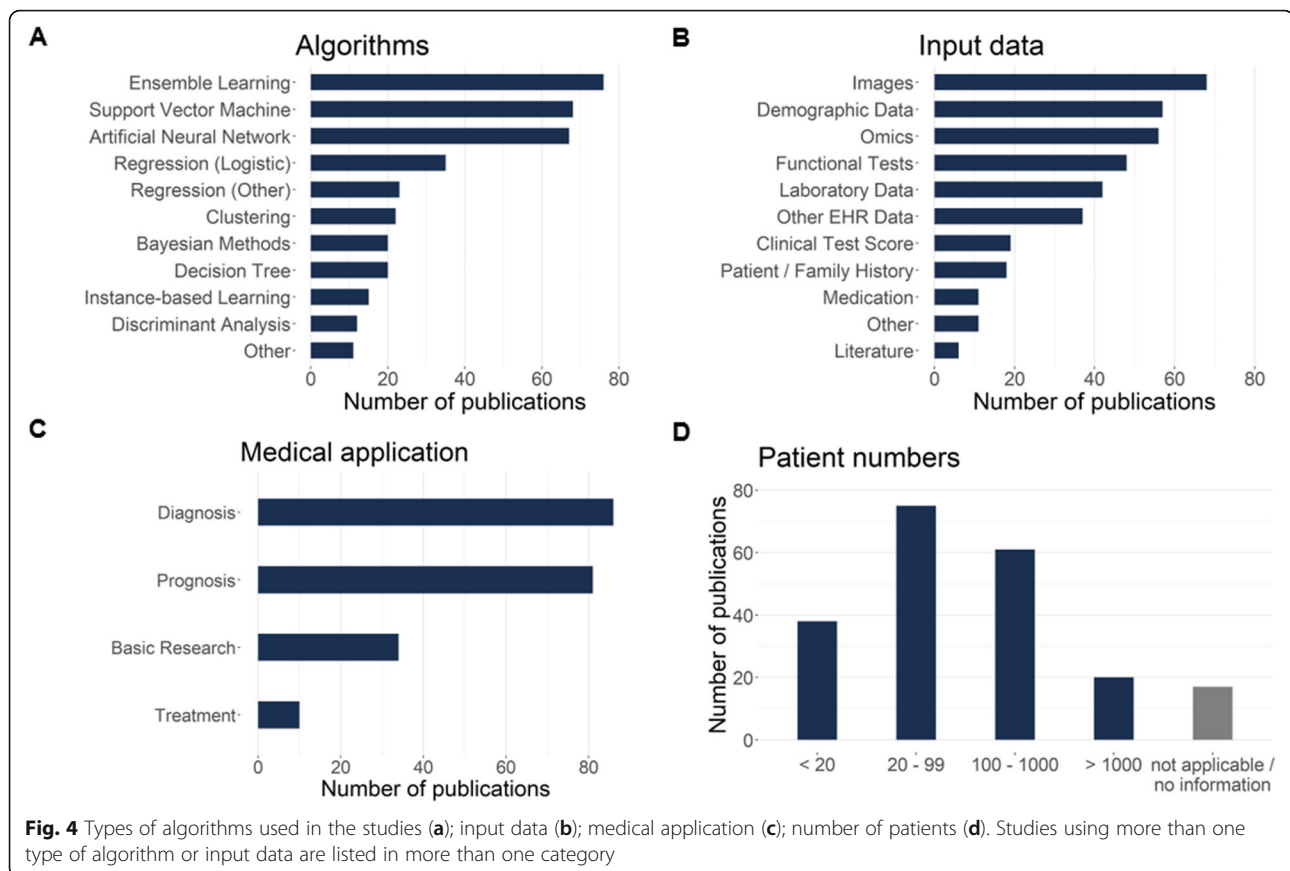 A
Algorithms
Ensemble Learning
Support Vector Machine
Artificial Neural Network
Regression (Logistic)
Regression (Other)
Clustering
Bayesian Methods
Decision Tree
Instance-based Learning
Discriminant Analysis
Other
0 20 40 60 80
Number of publications
B
Input data
Images
Demographic Data
Omics
Functional Tests
Laboratory Data
Other EHR Data
Clinical Test Score
Patient / Family History
Medication
Other
Literature
0 20 40 60 80
Number of publications
C
Medical application
Diagnosis
Prognosis
Basic Research
Treatment
0 20 40 60 80
Number of publications
D
Patient numbers
Number of publications
80
60
40
20
0
< 20 20 - 99 100 - 1000 > 1000 not applicable /
no information
Fig. 4 Types of algorithms used in the studies (a); input data (b); medical application (c); number of patients (d). Studies using more than one
type of algorithm or input data are listed in more than one category